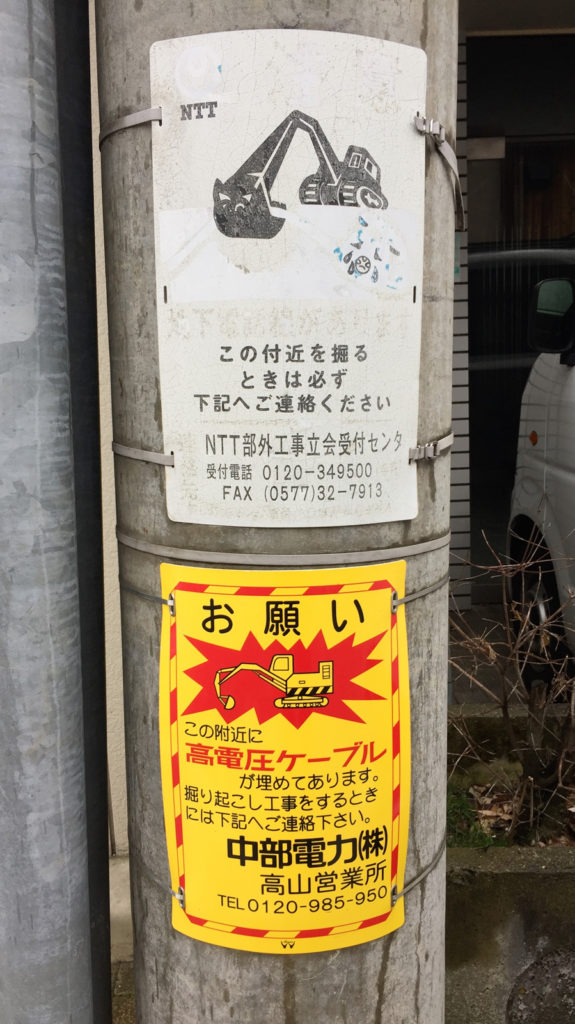 NTT
この付近を掘る
ときは必ず
下記へご連絡ください
NTT部外工事立会受付センタ
受付電話 0120-349500
FAX (0577)32-7913
お願い
この附近に
高電圧ケーブル
が埋めてあります。
掘り起こし工事をするとき
には下記へご連絡下さい。
中部電力(株)
高山営業所
TEL0120-985-950